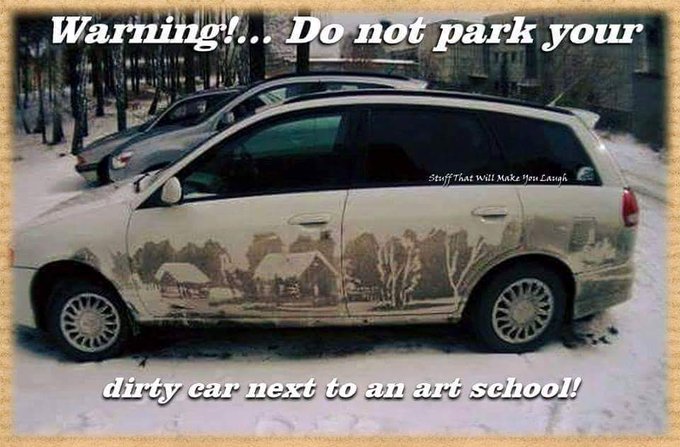 Warning!... Do not park your
Stuff That Will Make You Laugh
dirty car next to an art school!